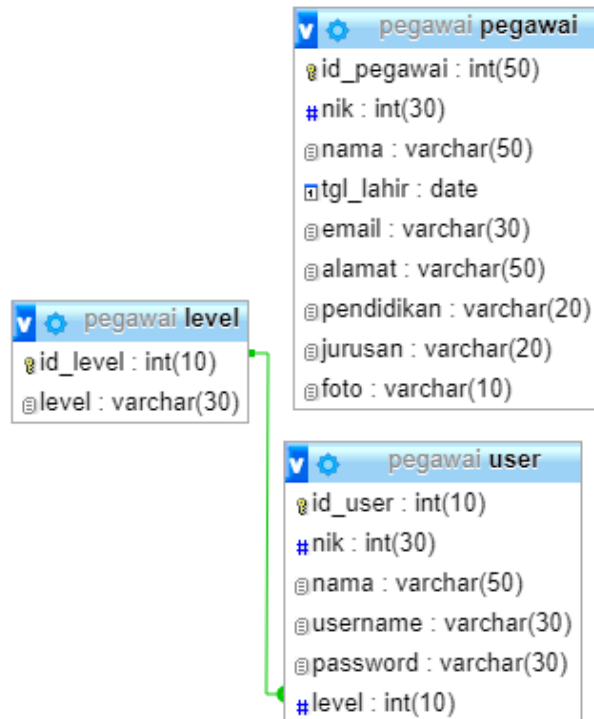 pegawai pegawai
id_pegawai : int(50)
nik : int(30)
nama : varchar(50)
tgl_lahir : date
email : varchar(30)
alamat : varchar(50)
pendidikan : varchar(20)
jurusan : varchar(20)
foto : varchar(10)
pegawai level
id_level : int(10)
level : varchar(30)
pegawai user
id_user : int(10)
nik : int(30)
nama : varchar(50)
username : varchar(30)
password : varchar(30)
level : int(10)